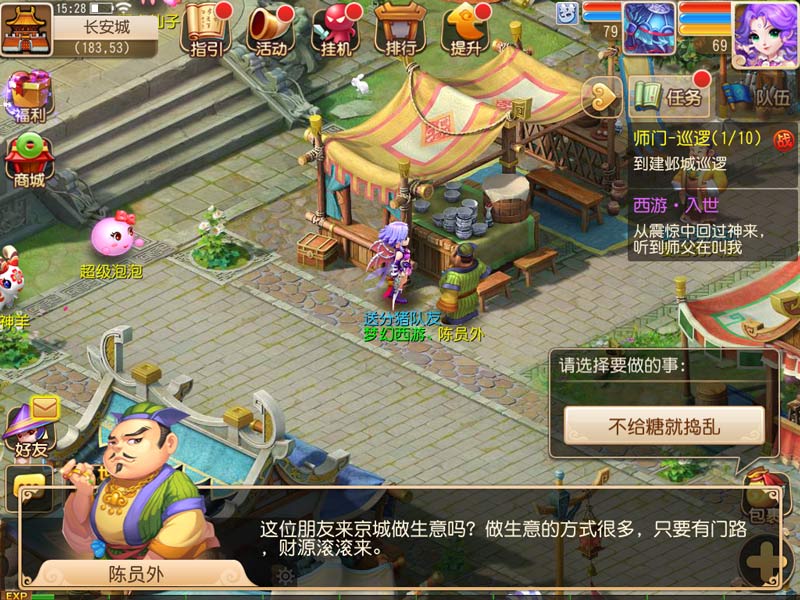 15:28
长安城
(183,53)
仙子
指引
活动
挂机
排行
提升
79
69
福利
商城
任务
队伍
师门-巡逻(1/10)
战
到建邺城巡逻
西游·入世
从震惊中回过神来，
听到师父在叫我
超级泡泡
神羊
送分猪队友
梦幻西游、陈员外
请选择要做的事：
不给糖就捣乱
好友
包裹
这位朋友来京城做生意吗？做生意的方式很多，只要有门路
，财源滚滚来。
陈员外
EXP